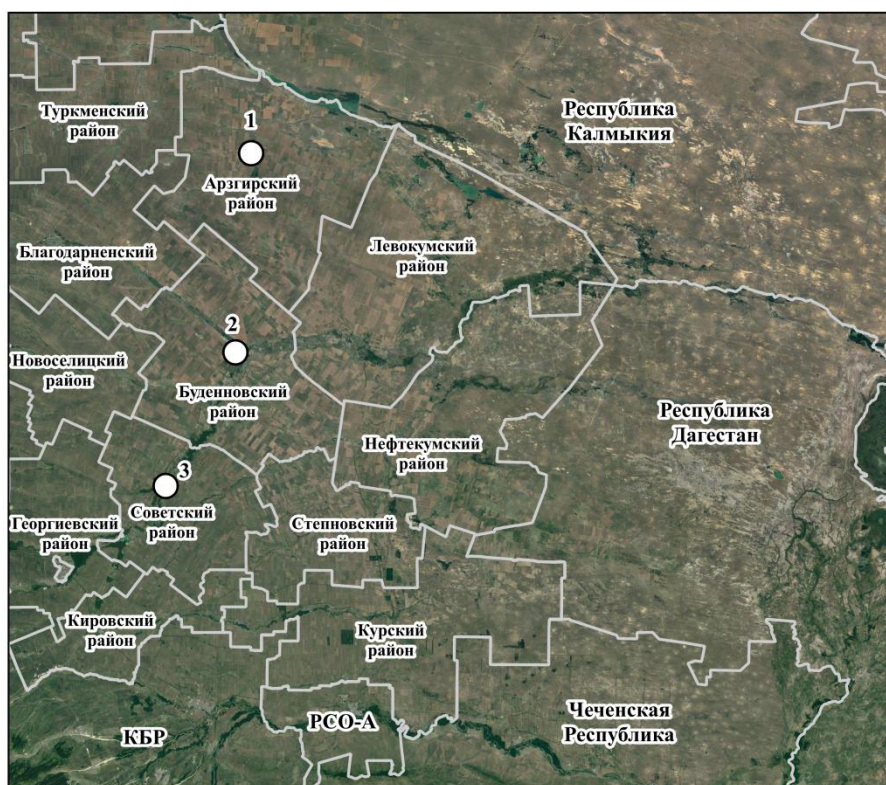 Республика
Калмыкия
Туркменский
район
1
Арзгирский
район
Левокумский
район
Благодарненский
район
2
Новоселицкий
район
Буденновский
район
Республика
Дагестан
Нефтекумский
район
3
Советский
район
Георгиевский
район
Степновский
район
Кировский
район
Курский
район
КБР
РСО-А
Чеченская
Республика